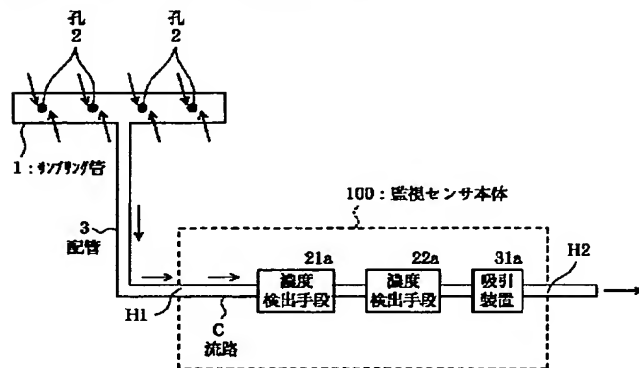 孔
2
孔
2
1：サンプリング管
100：監視センサ本体
3
配管
21a
22a
31a
H2
濃度
検出手段
濃度
検出手段
吸引
装置
H1
C
流路